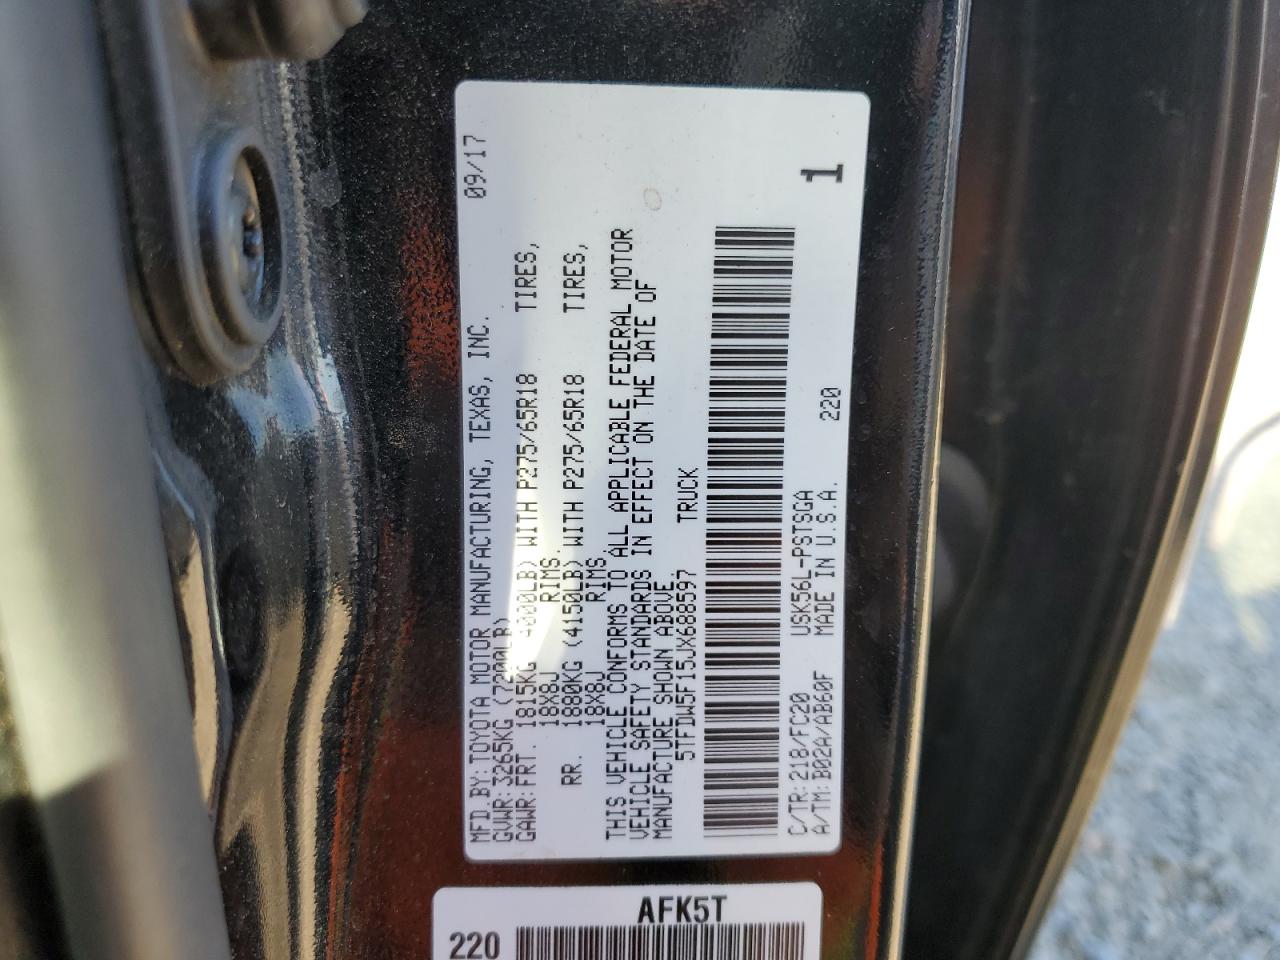 MFD.BY:TOYOTA MOTOR MANUFACTURING, TEXAS, INC. 09/17
GVWR:3265KG (7200LB)
GAWR:FRT. 1815KG (4000LB) WITH P275/65R18 TIRES,
18X8J RIMS.
RR. 1880KG (4150LB) WITH P275/65R18 TIRES,
18X8J RIMS.
THIS VEHICLE CONFORMS TO ALL APPLICABLE FEDERAL MOTOR
VEHICLE SAFETY STANDARDS IN EFFECT ON THE DATE OF
MANUFACTURE SHOWN ABOVE.
5TFDW5F15JX688597 TRUCK
1
C/TR:218/FC20 USK56L-PSTSGA
A/TM:B02A/AB60F MADE IN U.S.A. 220
AFK5T
220